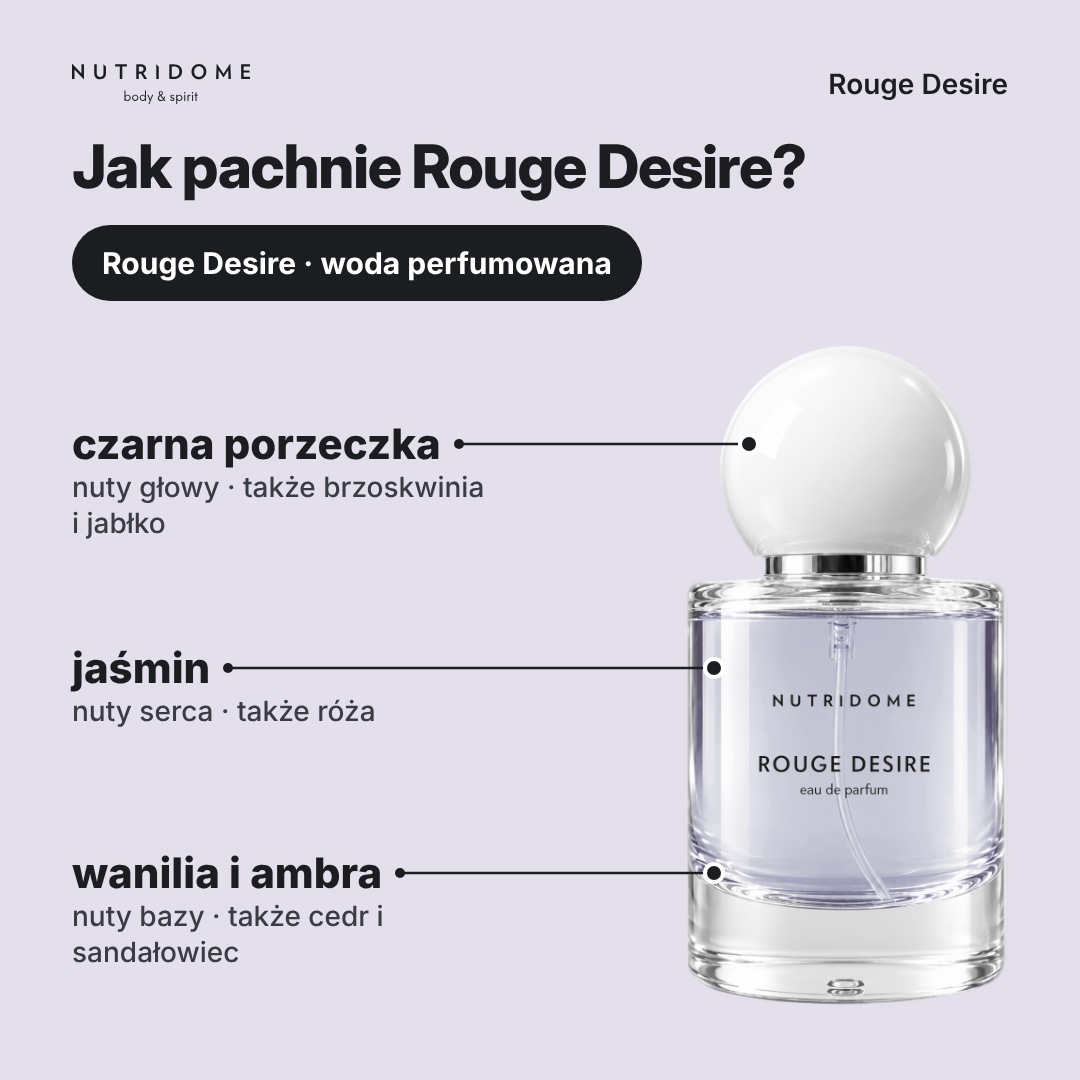 NUTRIDOME
body & spirit
Rouge Desire
Jak pachnie Rouge Desire?
Rouge Desire · woda perfumowana
czarna porzeczka
nuty głowy · także brzoskwinia
i jabłko
jaśmin
nuty serca · także róża
wanilia i ambra
nuty bazy · także cedr i
sandałowiec
NUTRIDOME
ROUGE DESIRE
eau de parfum